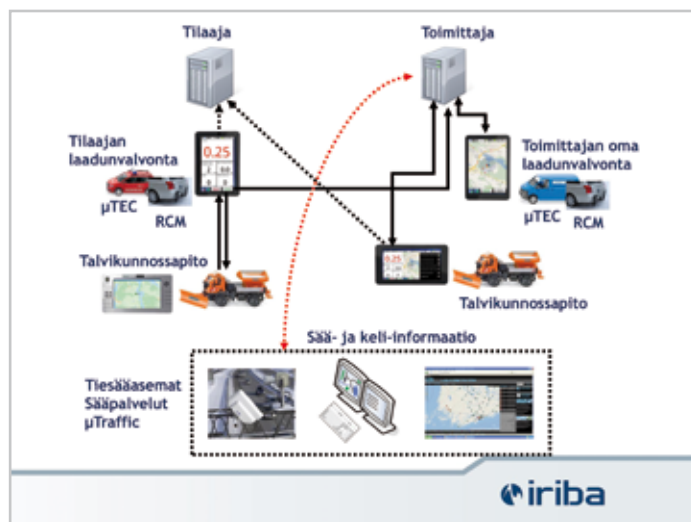 Tilaaja
Toimittaja
Tilaajan
laadunvalvonta
0.25
Toimittajan oma
laadunvalvonta
µTEC
RCM
µTEC
RCM
Talvikunnossapito
0.25
Talvikunnossapito
Sää- ja keli-informaatio
Tiesääasemat
Sääpalvelut
µTraffic
iriba